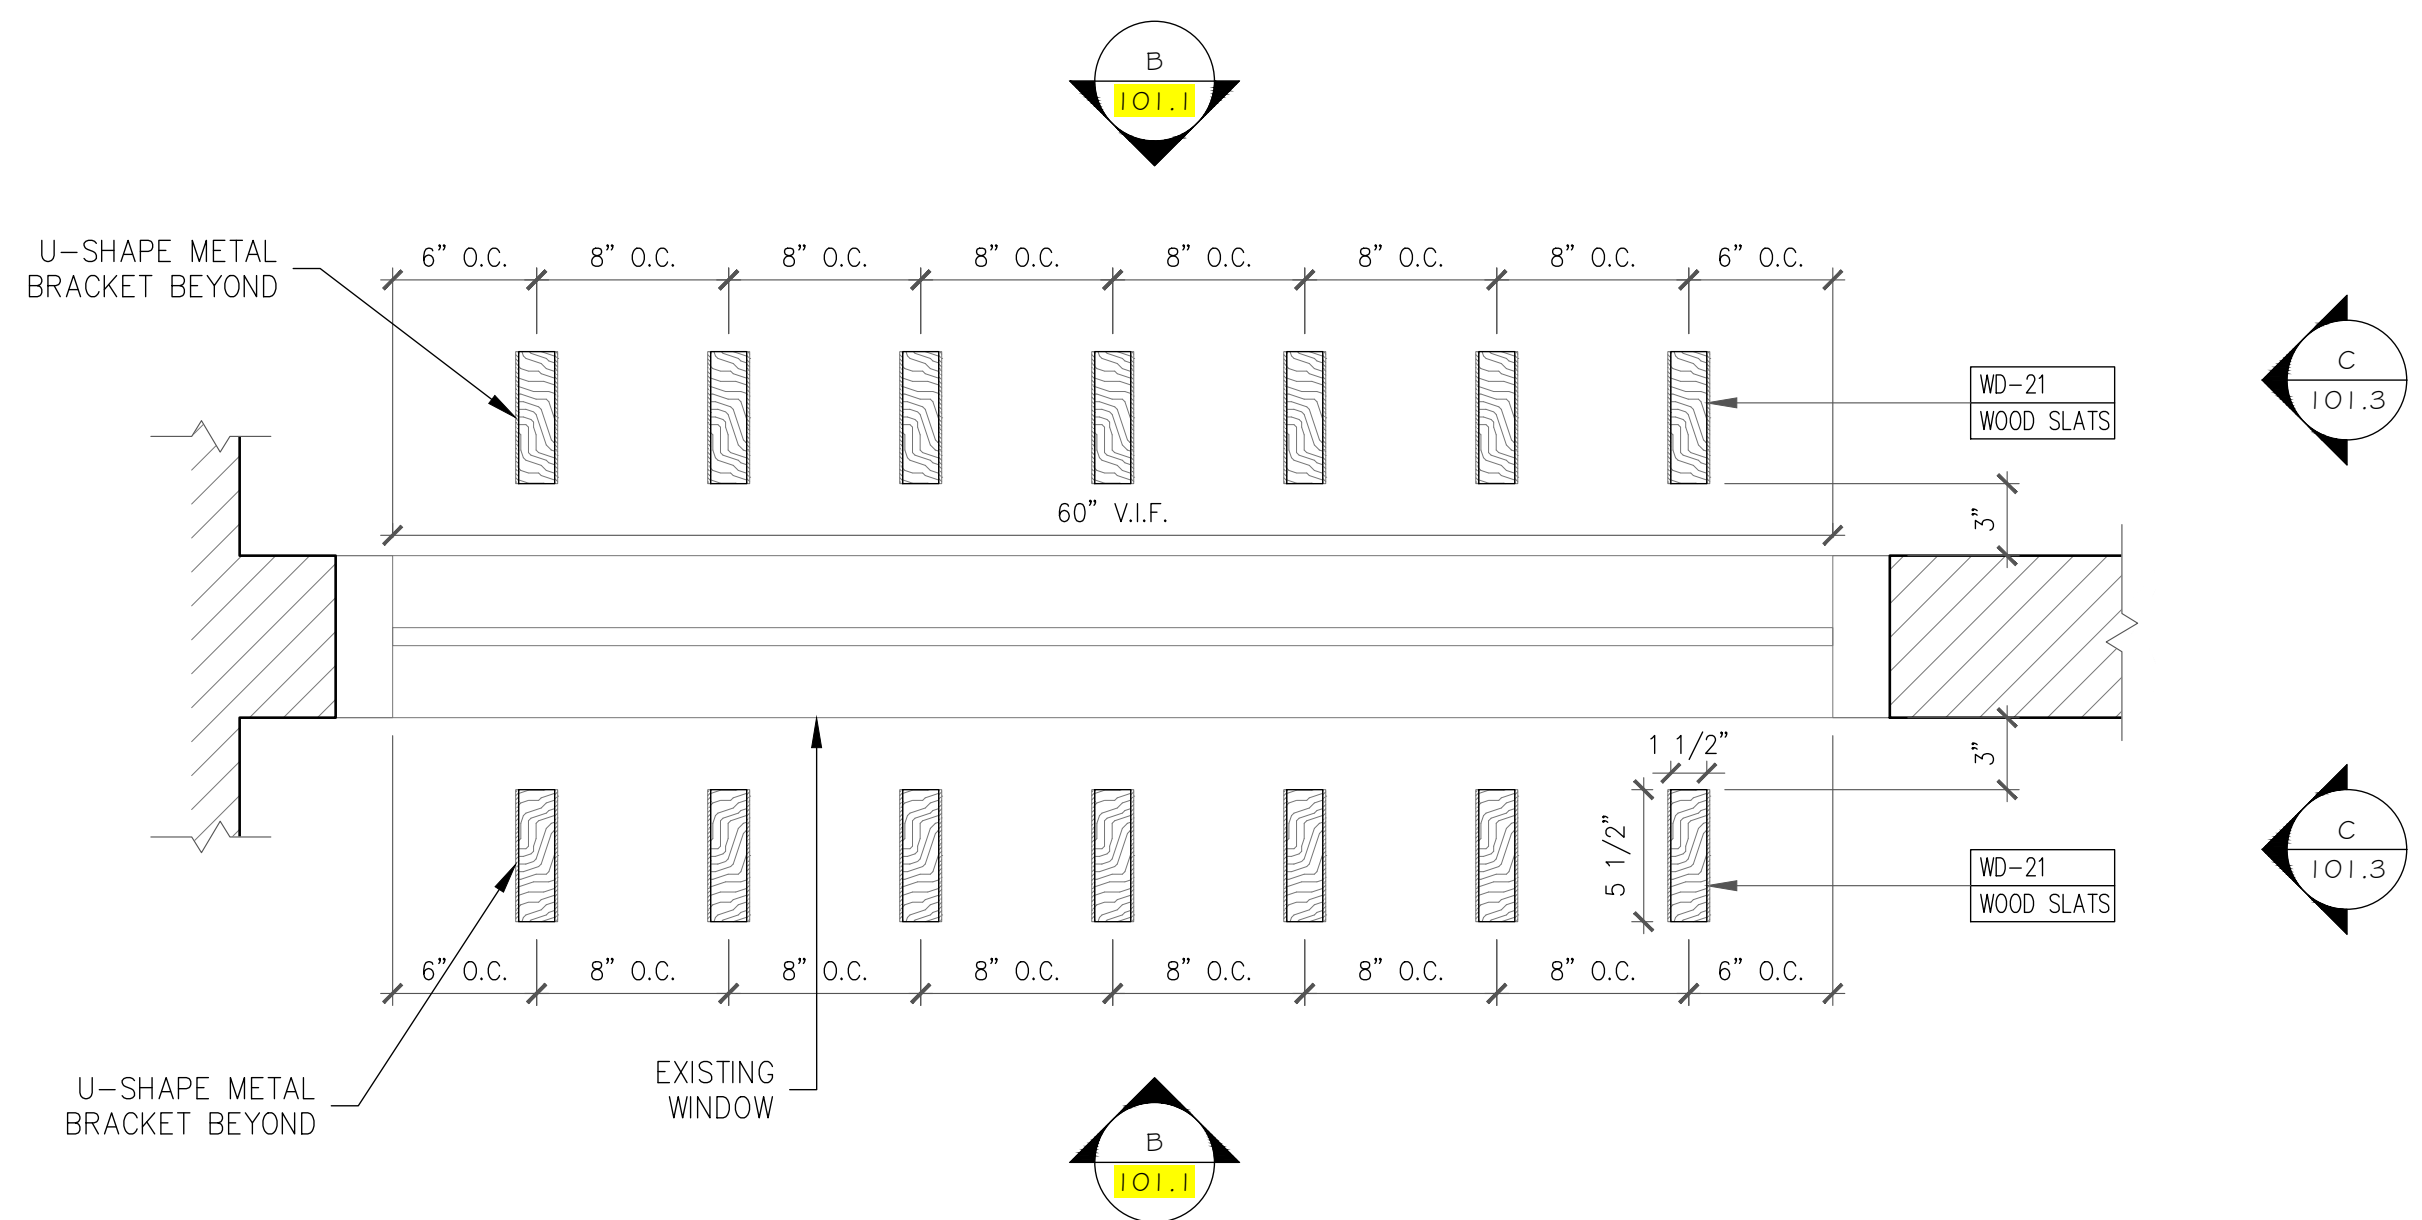 B
101.1
U-SHAPE METAL
BRACKET BEYOND
6" O.C.
8" O.C.
8" O.C.
8" O.C.
8" O.C.
8" O.C.
8" O.C.
6" O.C.
WD-21
WOOD SLATS
C
101.3
60" V.I.F.
3"
3"
1 1/2"
5 1/2"
WD-21
WOOD SLATS
C
101.3
6" O.C.
8" O.C.
8" O.C.
8" O.C.
8" O.C.
8" O.C.
8" O.C.
6" O.C.
U-SHAPE METAL
BRACKET BEYOND
EXISTING
WINDOW
B
101.1